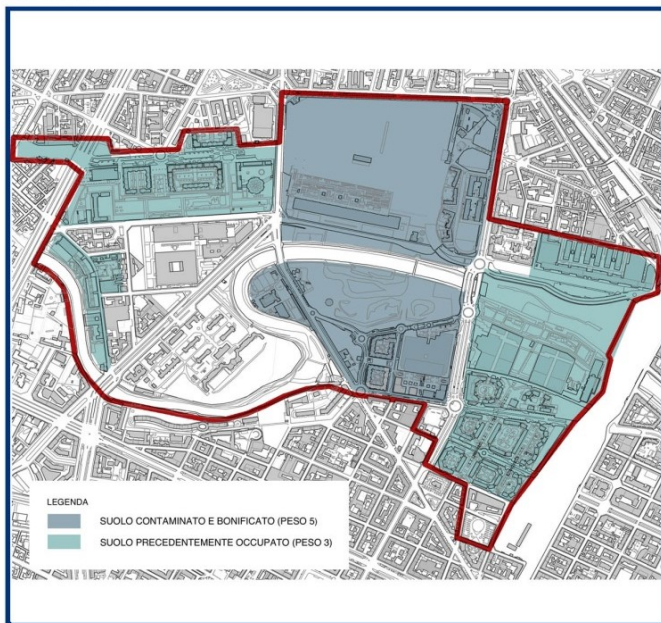 LEGENDA
SUOLO CONTAMINATO E BONIFICATO (PESO 5)
SUOLO PRECEDENTEMENTE OCCUPATO (PESO 3)